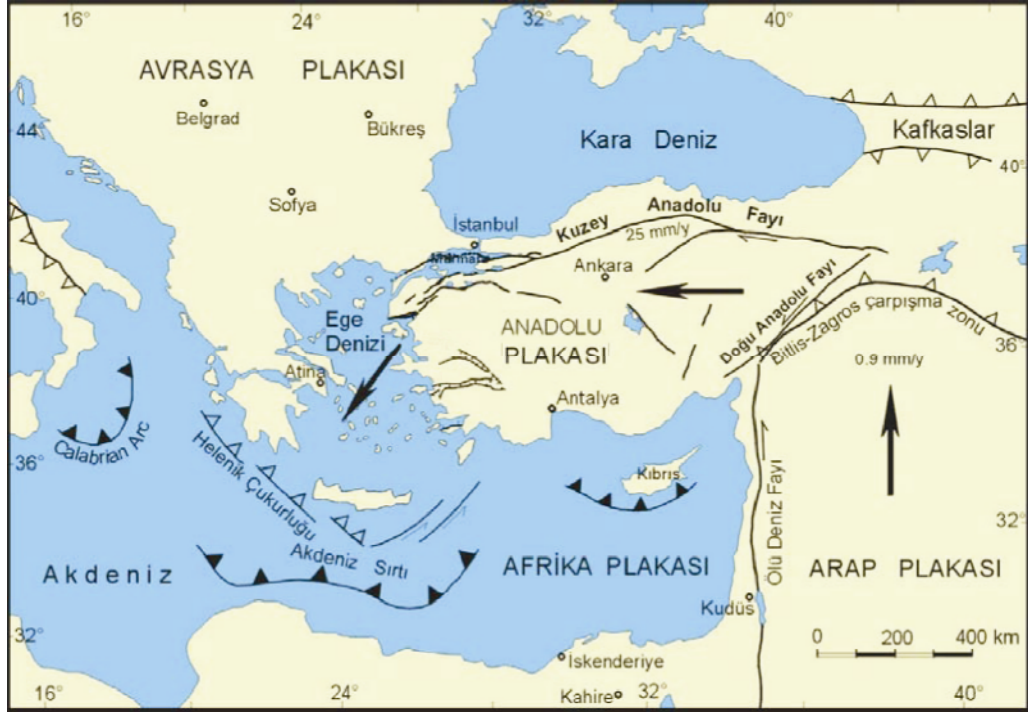 16°
24°
32°
40°
AVRASYA PLAKASI
Belgrad
Bükreş
44°
Kara Deniz
Kafkaslar
40°
Sofya
İstanbul
Marmara
Kuzey Anadolu Fayı
25 mm/y
Ankara
40°
Ege
Denizi
ANADOLU
PLAKASI
Doğu Anadolu Fayı
Bitlis-Zagros çarpışma zonu
36°
0.9 mm/y
Atina
Antalya
Calabrian Arc
Helenik Çukurluğu
Kıbrıs
36°
32°
Akdeniz Sırtı
Akdeniz
AFRİKA PLAKASI
Ölü Deniz Fayı
ARAP PLAKASI
Kudüs
32°
0 200 400 km
İskenderiye
Kahire
16°
24°
32°
40°